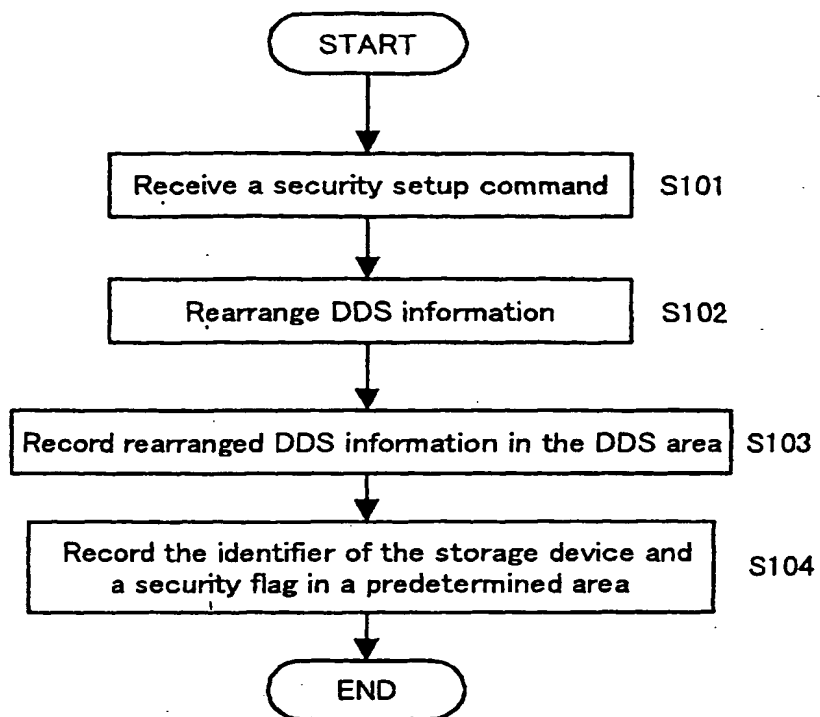 START
Receive a security setup command S101
Rearrange DDS information S102
Record rearranged DDS information in the DDS area S103
Record the identifier of the storage device and
a security flag in a predetermined area S104
END